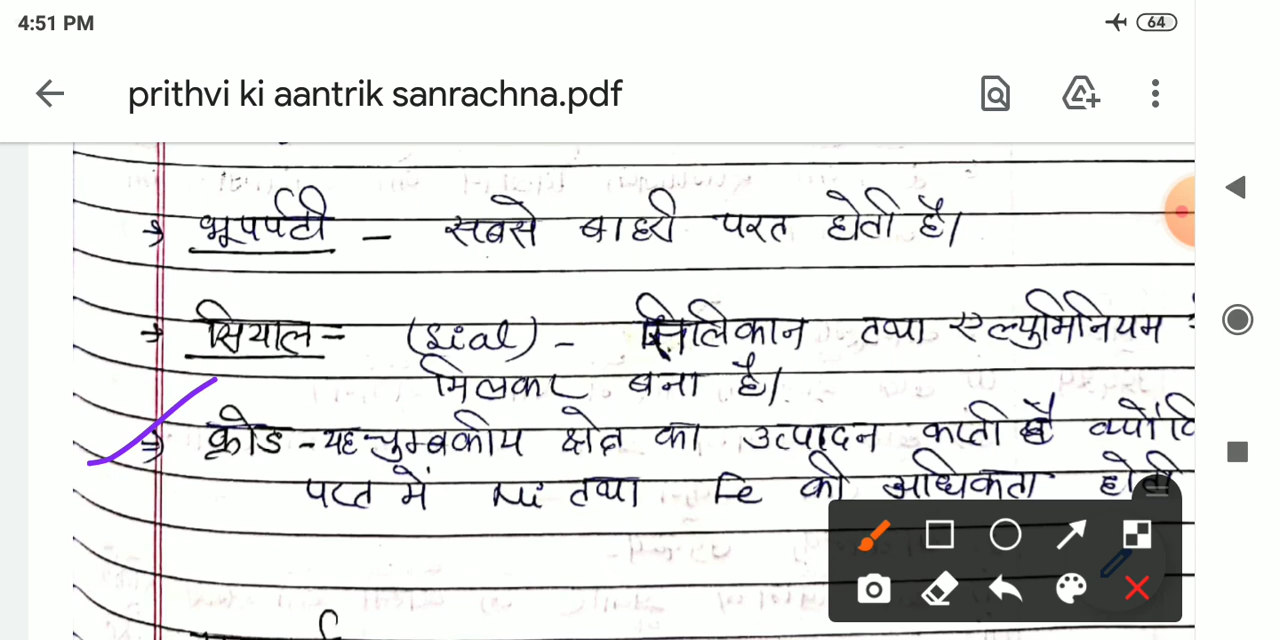 4:51 PM
64
prithvi ki aantrik sanrachna.pdf
→ भूपर्पटी – सबसे बाहरी परत होती है।
→ सियाल = (Sial) – सिलिकान तथा एल्युमिनियम
मिलकर बना है।
→ क्रोड – यह चुम्बकीय क्षेत्र का उत्पादन करती है क्योंकि
परत में Ni तथा Fe की अधिकता होती